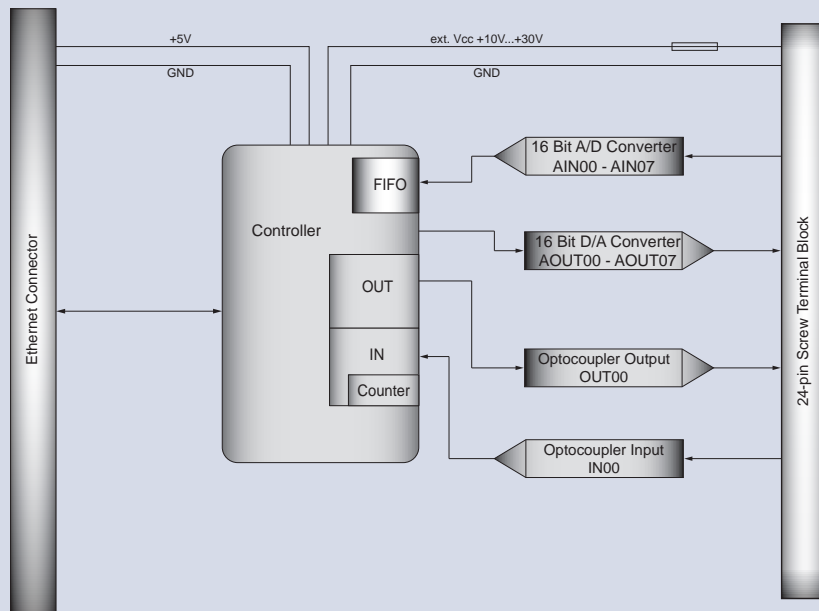 +5V
ext. Vcc +10V...+30V
GND
GND
16 Bit A/D Converter
AIN00 - AIN07
FIFO
Controller
16 Bit D/A Converter
AOUT00 - AOUT07
OUT
Ethernet Connector
24-pin Screw Terminal Block
IN
Optocoupler Output
OUT00
Counter
Optocoupler Input
IN00